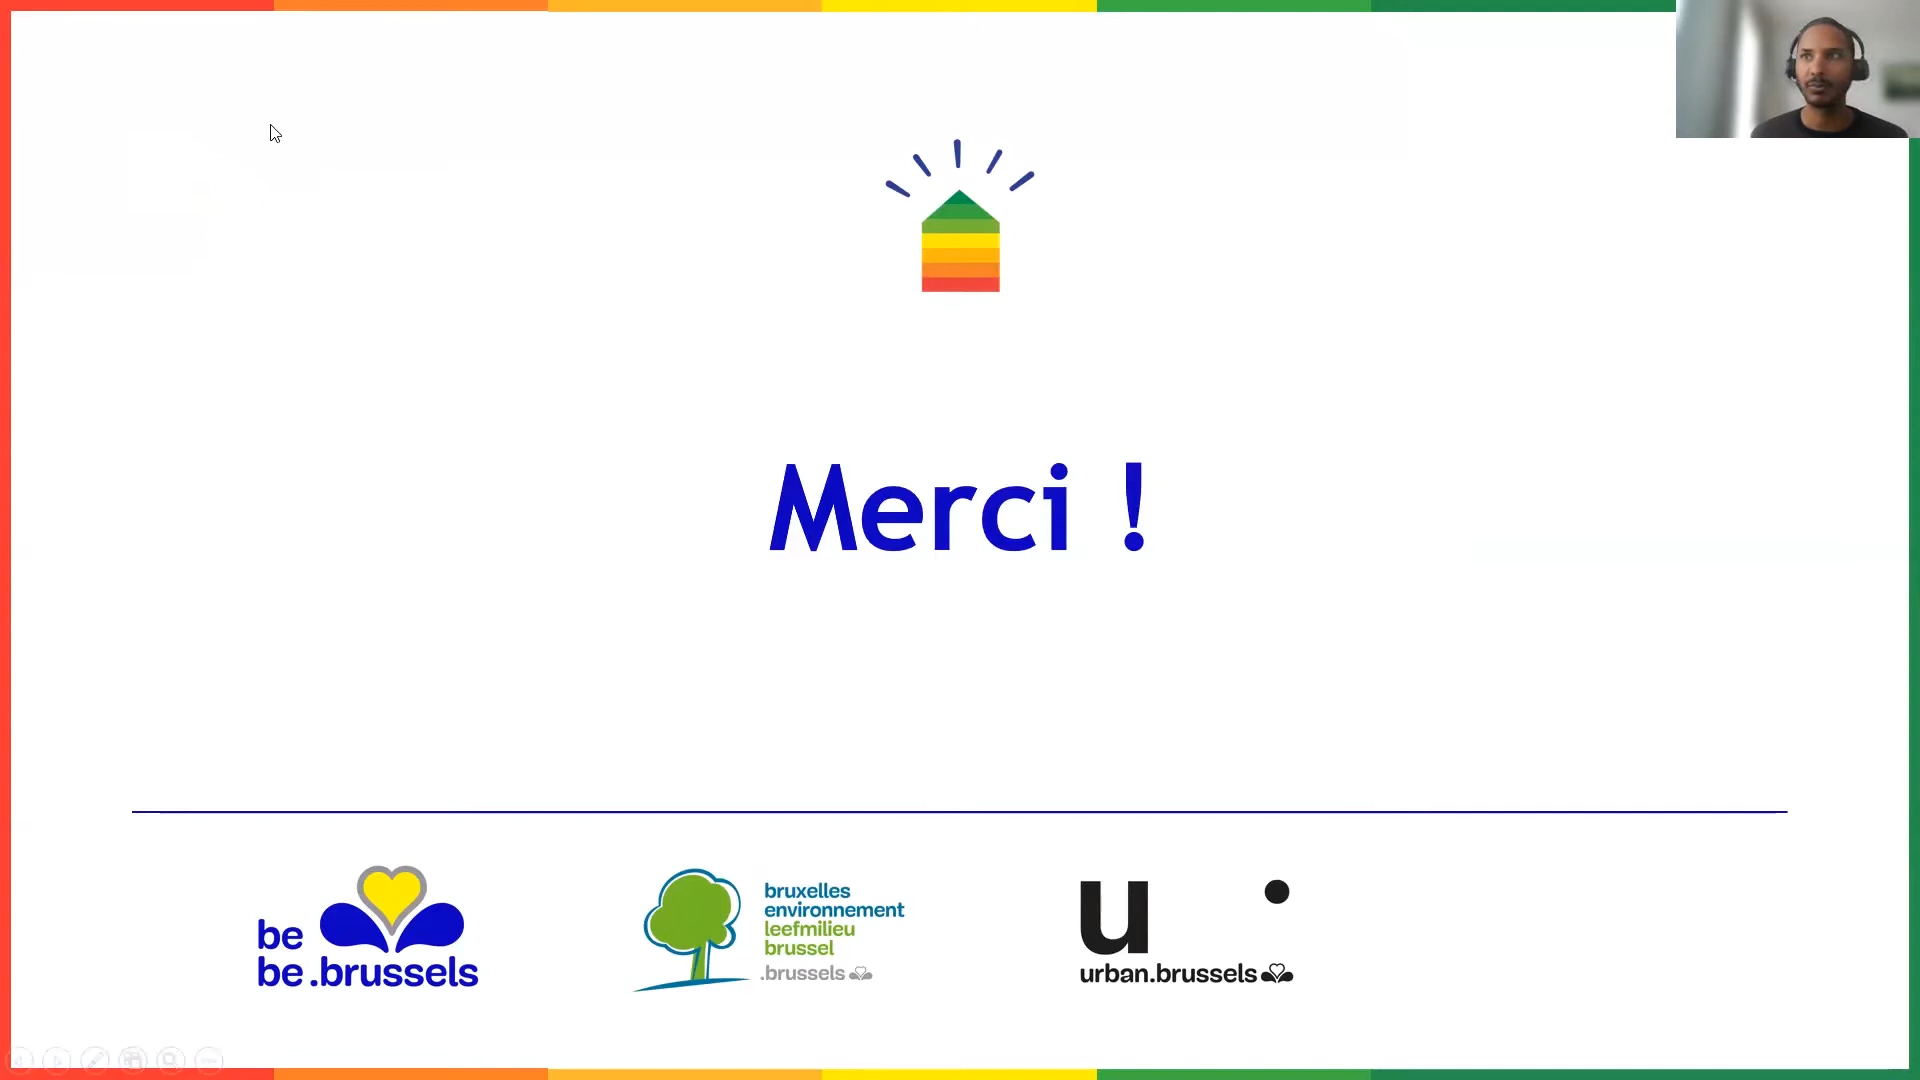 Merci !
be
be .brussels
bruxelles
environnement
leefmilieu
brussel
.brussels
u
urban.brussels